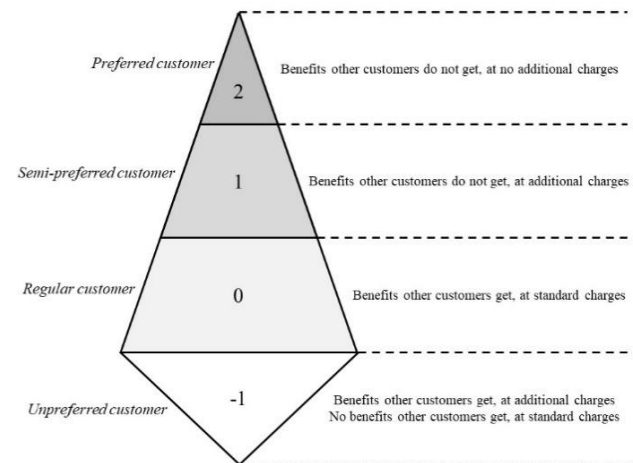 Preferred customer
2
Benefits other customers do not get, at no additional charges
Semi-preferred customer
1
Benefits other customers do not get, at additional charges
Regular customer
0
Benefits other customers get, at standard charges
Unpreferred customer
-1
Benefits other customers get, at additional charges
No benefits other customers get, at standard charges